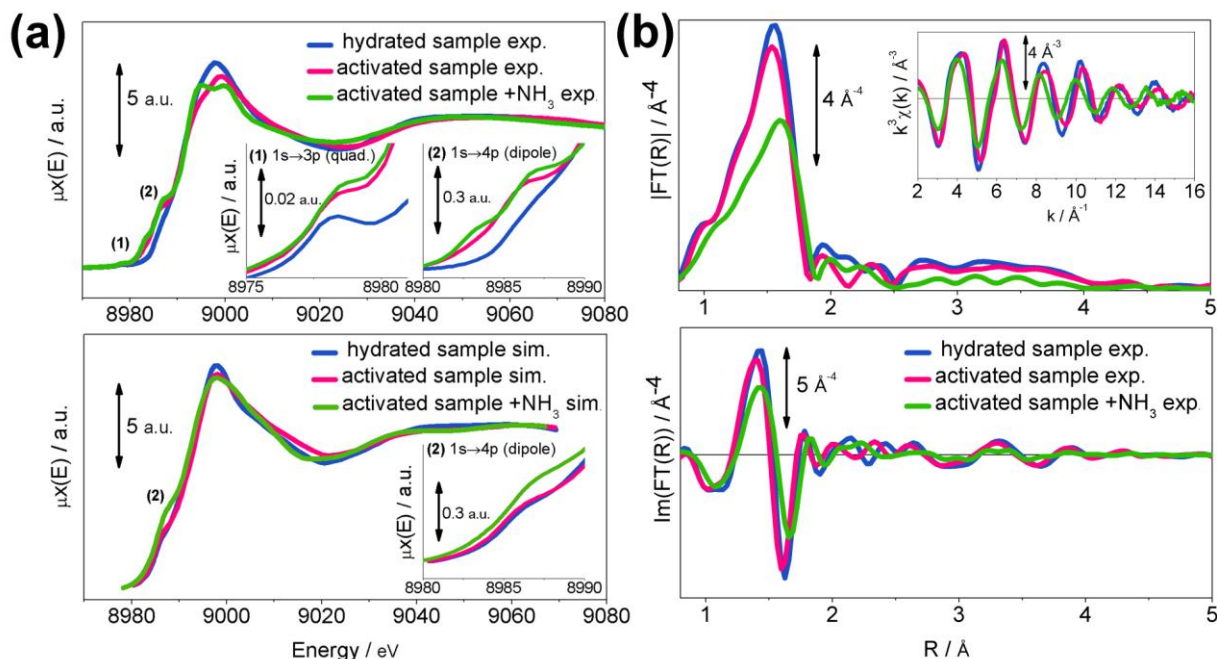 (a)
hydrated sample exp.
activated sample exp.
activated sample +NH3 exp.
5 a.u.
μx(E) / a.u.
(1)
(2)
(1) 1s→3p (quad.)
0.02 a.u.
μx(E) / a.u.
8975 8980
(2) 1s→4p (dipole)
0.3 a.u.
μx(E) / a.u.
8980 8985 8990
8980 9000 9020 9040 9060 9080
hydrated sample sim.
activated sample sim.
activated sample +NH3 sim.
5 a.u.
μx(E) / a.u.
(2)
(2) 1s→4p (dipole)
0.3 a.u.
μx(E) / a.u.
8980 8985 8990
8980 9000 9020 9040 9060 9080
Energy / eV
(b)
|FT(R)| / Å-4
4 Å-4
4 Å-3
k3χ(k) / Å-3
2 4 6 8 10 12 14 16
k / Å-1
1 2 3 4 5
hydrated sample exp.
activated sample exp.
activated sample +NH3 exp.
5 Å-4
Im(FT(R)) / Å-4
1 2 3 4 5
R / Å